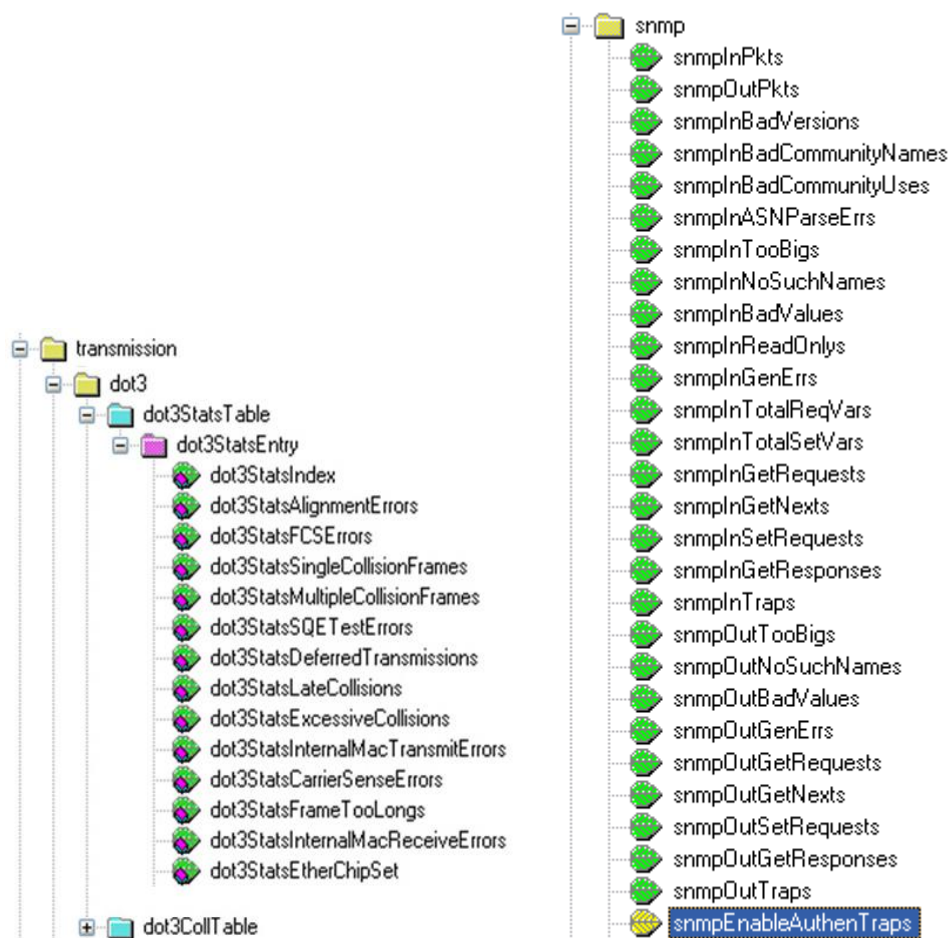 transmission
dot3
dot3StatsTable
dot3StatsEntry
dot3StatsIndex
dot3StatsAlignmentErrors
dot3StatsFCSErrors
dot3StatsSingleCollisionFrames
dot3StatsMultipleCollisionFrames
dot3StatsSQETestErrors
dot3StatsDeferredTransmissions
dot3StatsLateCollisions
dot3StatsExcessiveCollisions
dot3StatsInternalMacTransmitErrors
dot3StatsCarrierSenseErrors
dot3StatsFrameTooLongs
dot3StatsInternalMacReceiveErrors
dot3StatsEtherChipSet
dot3CollTable
snmp
snmpInPkts
snmpOutPkts
snmpInBadVersions
snmpInBadCommunityNames
snmpInBadCommunityUses
snmpInASNParseErrs
snmpInTooBigs
snmpInNoSuchNames
snmpInBadValues
snmpInReadOnlys
snmpInGenErrs
snmpInTotalReqVars
snmpInTotalSetVars
snmpInGetRequests
snmpInGetNexts
snmpInSetRequests
snmpInGetResponses
snmpInTraps
snmpOutTooBigs
snmpOutNoSuchNames
snmpOutBadValues
snmpOutGenErrs
snmpOutGetRequests
snmpOutGetNexts
snmpOutSetRequests
snmpOutGetResponses
snmpOutTraps
snmpEnableAuthenTraps